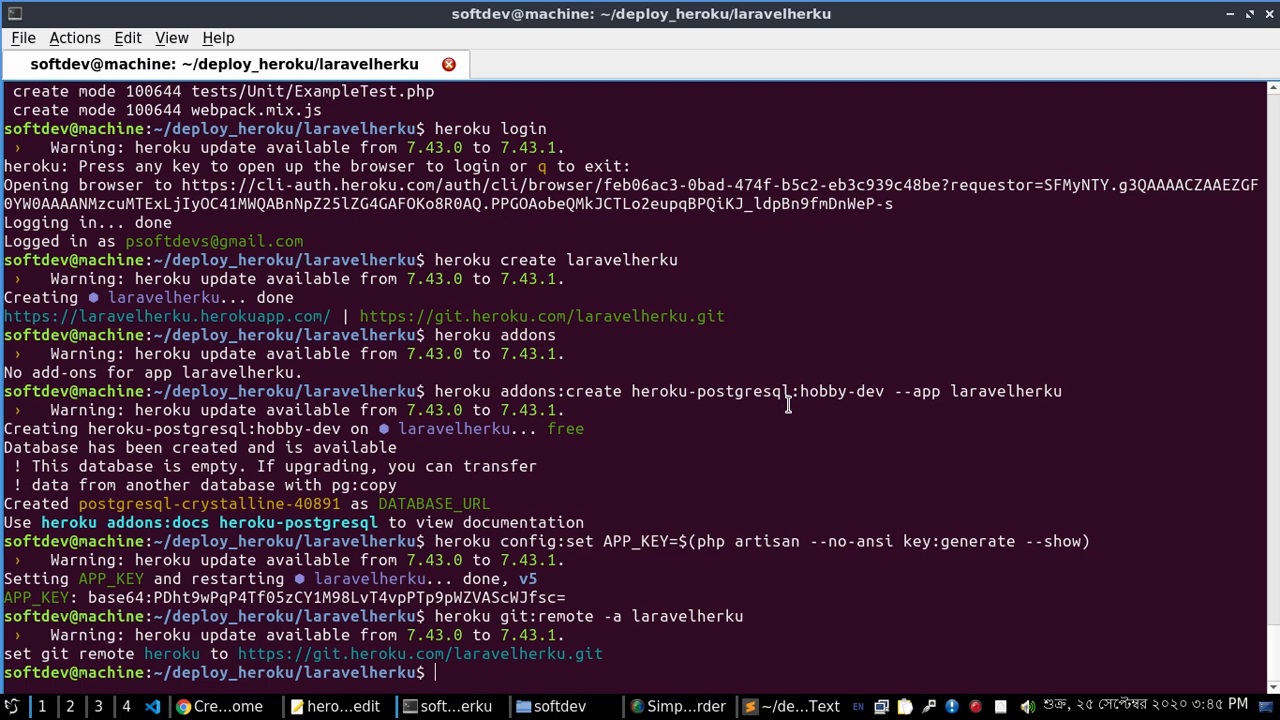 softdev@machine: ~/deploy_heroku/laravelherku
File Actions Edit View Help
softdev@machine: ~/deploy_heroku/laravelherku
create mode 100644 tests/Unit/ExampleTest.php
create mode 100644 webpack.mix.js
softdev@machine:~/deploy_heroku/laravelherku$ heroku login
› Warning: heroku update available from 7.43.0 to 7.43.1.
heroku: Press any key to open up the browser to login or q to exit:
Opening browser to https://cli-auth.heroku.com/auth/cli/browser/feb06ac3-0bad-474f-b5c2-eb3c939c48be?requestor=SFMyNTY.g3QAAAACZAAEZGF
0YW0AAAANMzcuMTExLjIyOC41MWQABnNpZ25lZG4GAFOKo8R0AQ.PPGOAobeQMkJCTLo2eupqBPQiKJ_ldpBn9fmDnWeP-s
Logging in... done
Logged in as psoftdevs@gmail.com
softdev@machine:~/deploy_heroku/laravelherku$ heroku create laravelherku
› Warning: heroku update available from 7.43.0 to 7.43.1.
Creating ⬢ laravelherku... done
https://laravelherku.herokuapp.com/ | https://git.heroku.com/laravelherku.git
softdev@machine:~/deploy_heroku/laravelherku$ heroku addons
› Warning: heroku update available from 7.43.0 to 7.43.1.
No add-ons for app laravelherku.
softdev@machine:~/deploy_heroku/laravelherku$ heroku addons:create heroku-postgresql:hobby-dev --app laravelherku
› Warning: heroku update available from 7.43.0 to 7.43.1.
Creating heroku-postgresql:hobby-dev on ⬢ laravelherku... free
Database has been created and is available
! This database is empty. If upgrading, you can transfer
! data from another database with pg:copy
Created postgresql-crystalline-40891 as DATABASE_URL
Use heroku addons:docs heroku-postgresql to view documentation
softdev@machine:~/deploy_heroku/laravelherku$ heroku config:set APP_KEY=$(php artisan --no-ansi key:generate --show)
› Warning: heroku update available from 7.43.0 to 7.43.1.
Setting APP_KEY and restarting ⬢ laravelherku... done, v5
APP_KEY: base64:PDht9wPqP4Tf05zCY1M98LvT4vpPTp9pWZVAScWJfsc=
softdev@machine:~/deploy_heroku/laravelherku$ heroku git:remote -a laravelherku
› Warning: heroku update available from 7.43.0 to 7.43.1.
set git remote heroku to https://git.heroku.com/laravelherku.git
softdev@machine:~/deploy_heroku/laravelherku$
1 2 3 4 Cre...ome hero...edit soft...erku softdev Simp...rder ~/de...Text EN শুক্র, ২৫ সেপ্টেম্বর ২০২০ ৩:৪৫ PM